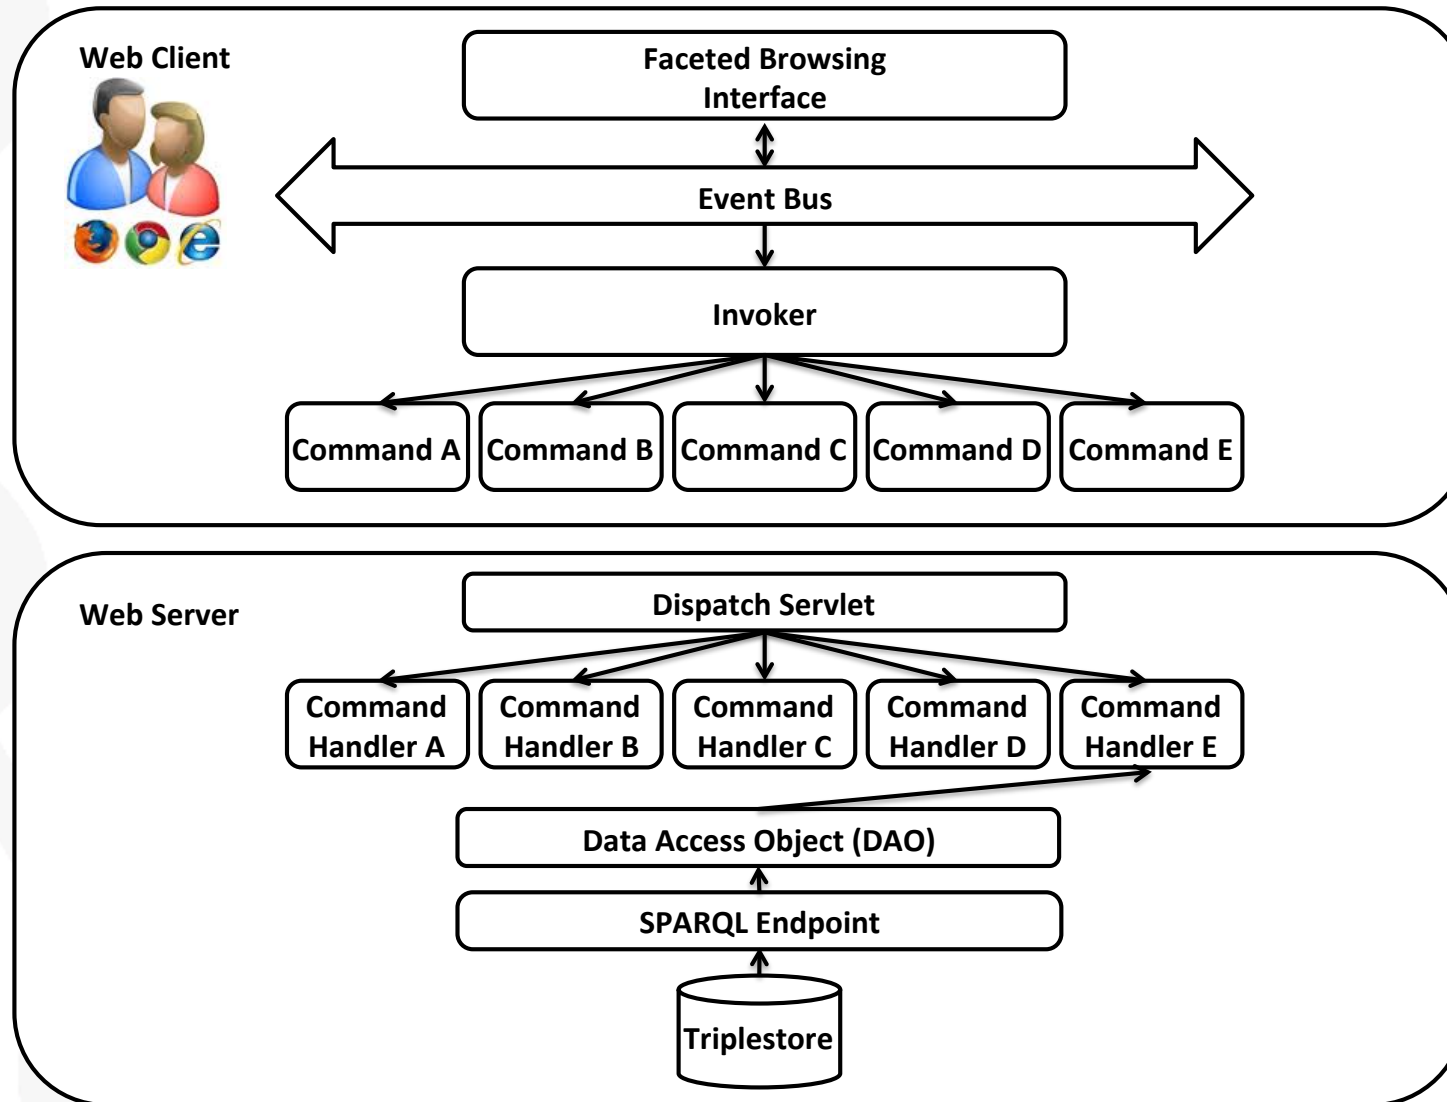 Web Client
Faceted Browsing
Interface
Event Bus
Invoker
Command A
Command B
Command C
Command D
Command E
Web Server
Dispatch Servlet
Command
Handler A
Command
Handler B
Command
Handler C
Command
Handler D
Command
Handler E
Data Access Object (DAO)
SPARQL Endpoint
Triplestore